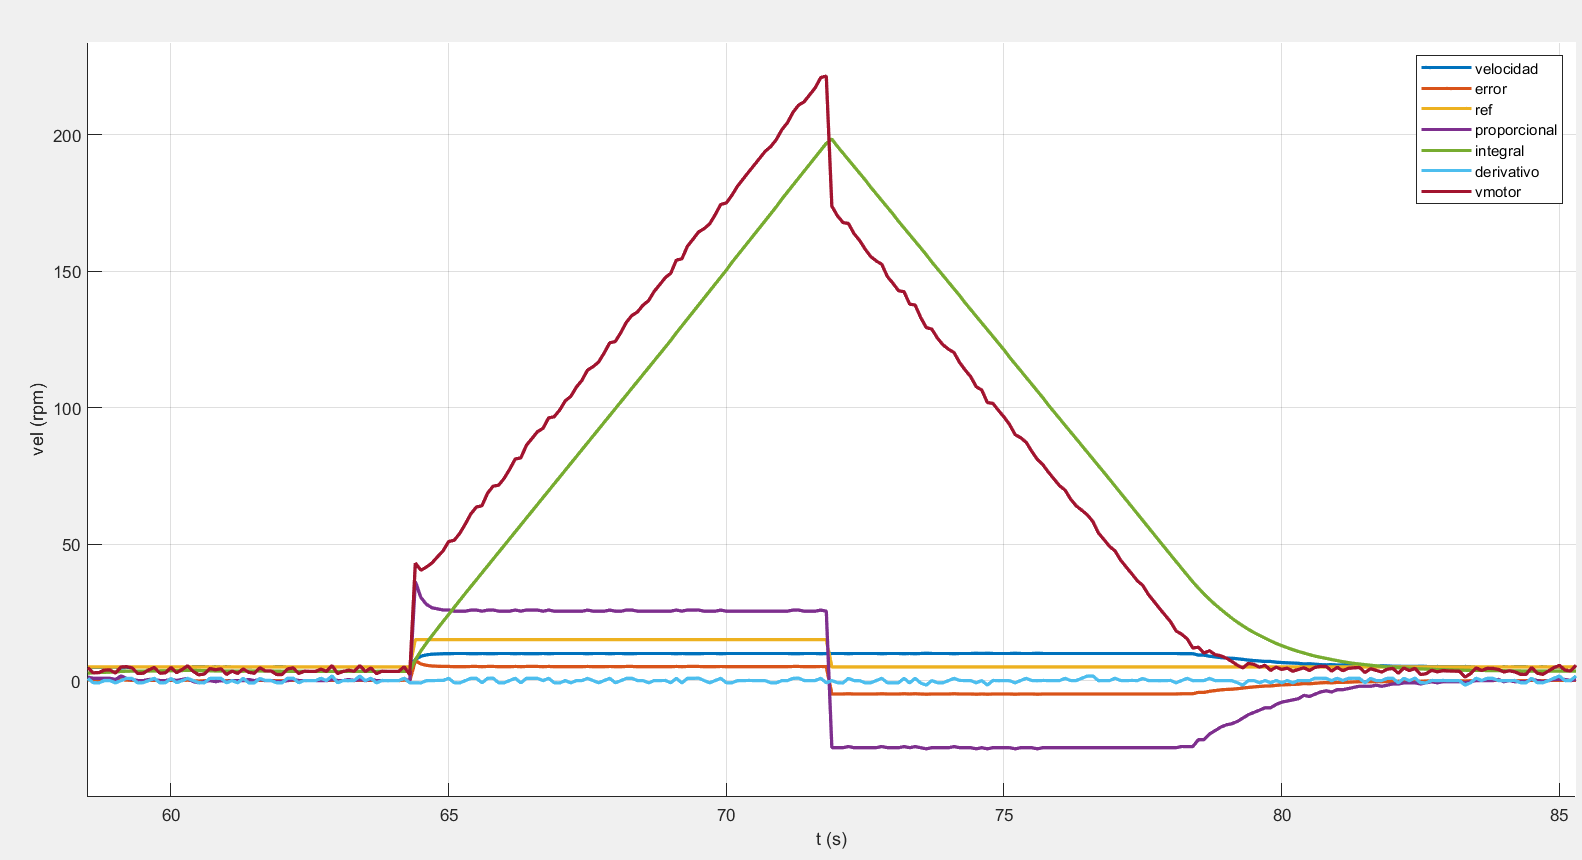 velocidad
error
ref
proporcional
integral
derivativo
vmotor
200
150
100
50
0
vel (rpm)
60 65 70 75 80 85
t (s)